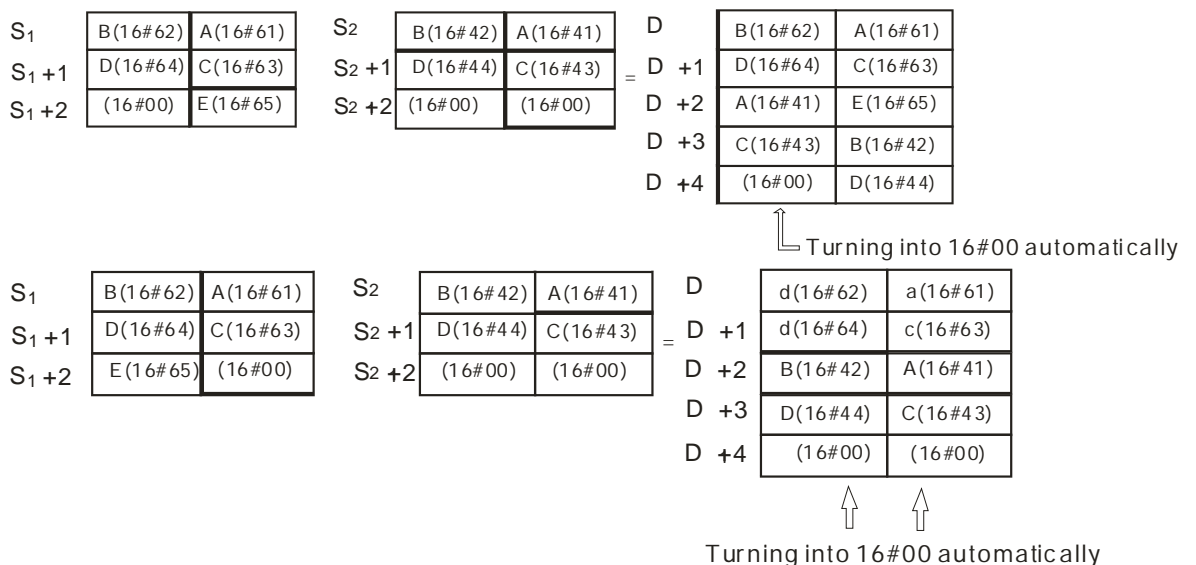 S1 B(16#62) A(16#61) S2 B(16#42) A(16#41) D B(16#62) A(16#61)
S1 +1 D(16#64) C(16#63) S2 +1 D(16#44) C(16#43) = D +1 D(16#64) C(16#63)
S1 +2 (16#00) E(16#65) S2 +2 (16#00) (16#00) D +2 A(16#41) E(16#65)
D +3 C(16#43) B(16#42)
D +4 (16#00) D(16#44)
Turning into 16#00 automatically
S1 B(16#62) A(16#61) S2 B(16#42) A(16#41) D d(16#62) a(16#61)
S1 +1 D(16#64) C(16#63) S2 +1 D(16#44) C(16#43) = D +1 d(16#64) c(16#63)
S1 +2 E(16#65) (16#00) S2 +2 (16#00) (16#00) D +2 B(16#42) A(16#41)
D +3 D(16#44) C(16#43)
D +4 (16#00) (16#00)
Turning into 16#00 automatically